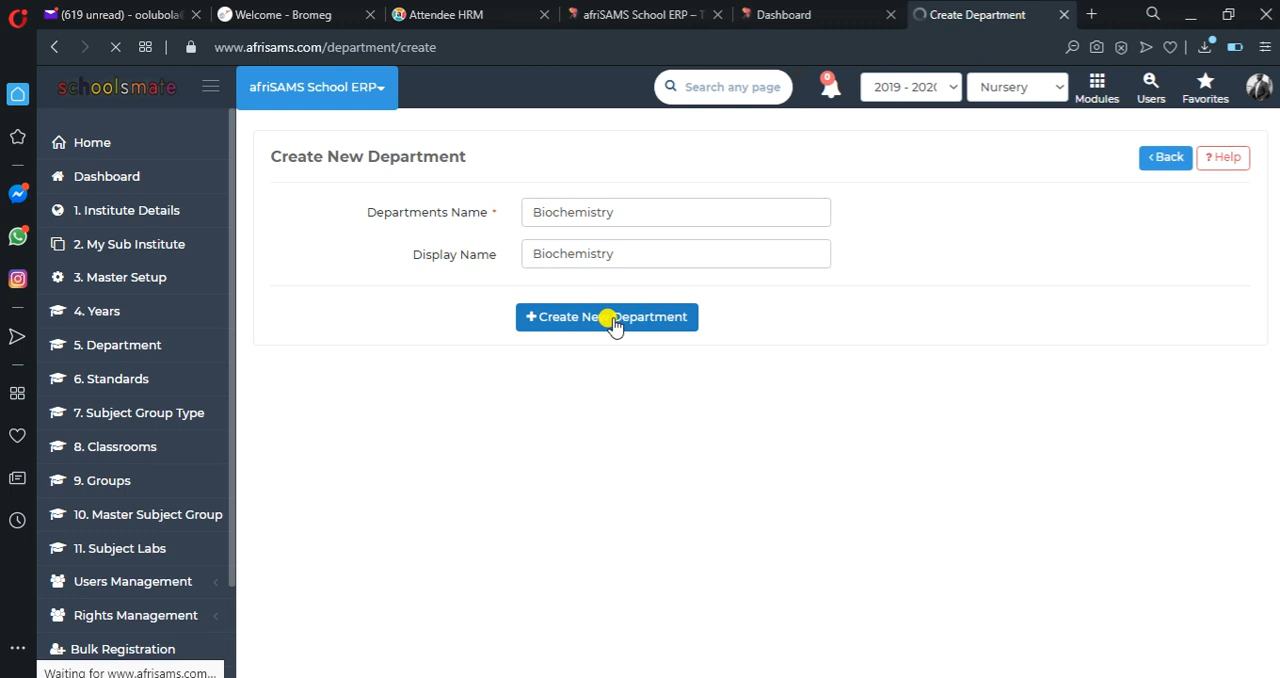 (619 unread) - oolubola
Welcome - Bromeg
Attendee HRM
afriSAMS School ERP – T
Dashboard
Create Department
www.afrisams.com/department/create
schoolsmate
afriSAMS School ERP
Search any page
0
2019 - 202(
Nursery
Modules
Users
Favorites
Home
Dashboard
1. Institute Details
2. My Sub Institute
3. Master Setup
4. Years
5. Department
6. Standards
7. Subject Group Type
8. Classrooms
9. Groups
10. Master Subject Group
11. Subject Labs
Users Management
Rights Management
Bulk Registration
Waiting for www.afrisams.com...
Create New Department
‹Back
? Help
Departments Name *
Biochemistry
Display Name
Biochemistry
+Create New Department